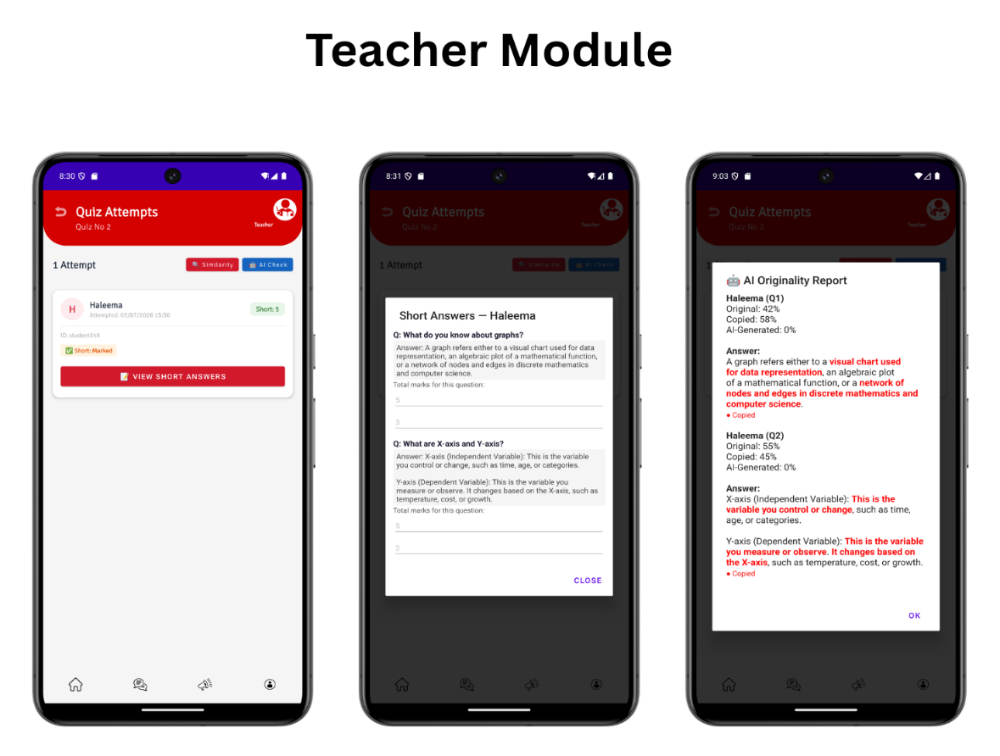 Teacher Module
8:30
Quiz Attempts
Quiz No 2
Teacher
1 Attempt
Similarity
AI Check
H
Haleema
Attempted: 05/07/2026 15:30
Short: 5
ID: student048
Short: Marked
VIEW SHORT ANSWERS
8:31
Quiz Attempts
Quiz No 2
Teacher
1 Attempt
Similarity
AI Check
Short Answers — Haleema
Q: What do you know about graphs?
Answer: A graph refers either to a visual chart used for data
representation, an algebraic plot of a mathematical function,
or a network of nodes and edges in discrete mathematics
and computer science.
Total marks for this question:
5
3
Q: What are X-axis and Y-axis?
Answer: X-axis (Independent Variable): This is the variable
you control or change, such as time, age, or categories.
Y-axis (Dependent Variable): This is the variable you
measure or observe. It changes based on the X-axis, such as
temperature, cost, or growth.
Total marks for this question:
5
2
CLOSE
9:03
Quiz Attempts
Quiz No 2
Teacher
1
AI Originality Report
Haleema (Q1)
Original: 42%
Copied: 58%
AI-Generated: 0%
Answer:
A graph refers either to a visual chart used
for data representation, an algebraic plot
of a mathematical function, or a network of
nodes and edges in discrete mathematics and
computer science.
● Copied
Haleema (Q2)
Original: 55%
Copied: 45%
AI-Generated: 0%
Answer:
X-axis (Independent Variable): This is the
variable you control or change, such as time,
age, or categories.
Y-axis (Dependent Variable): This is the variable
you measure or observe. It changes based on
the X-axis, such as temperature, cost, or growth.
● Copied
OK